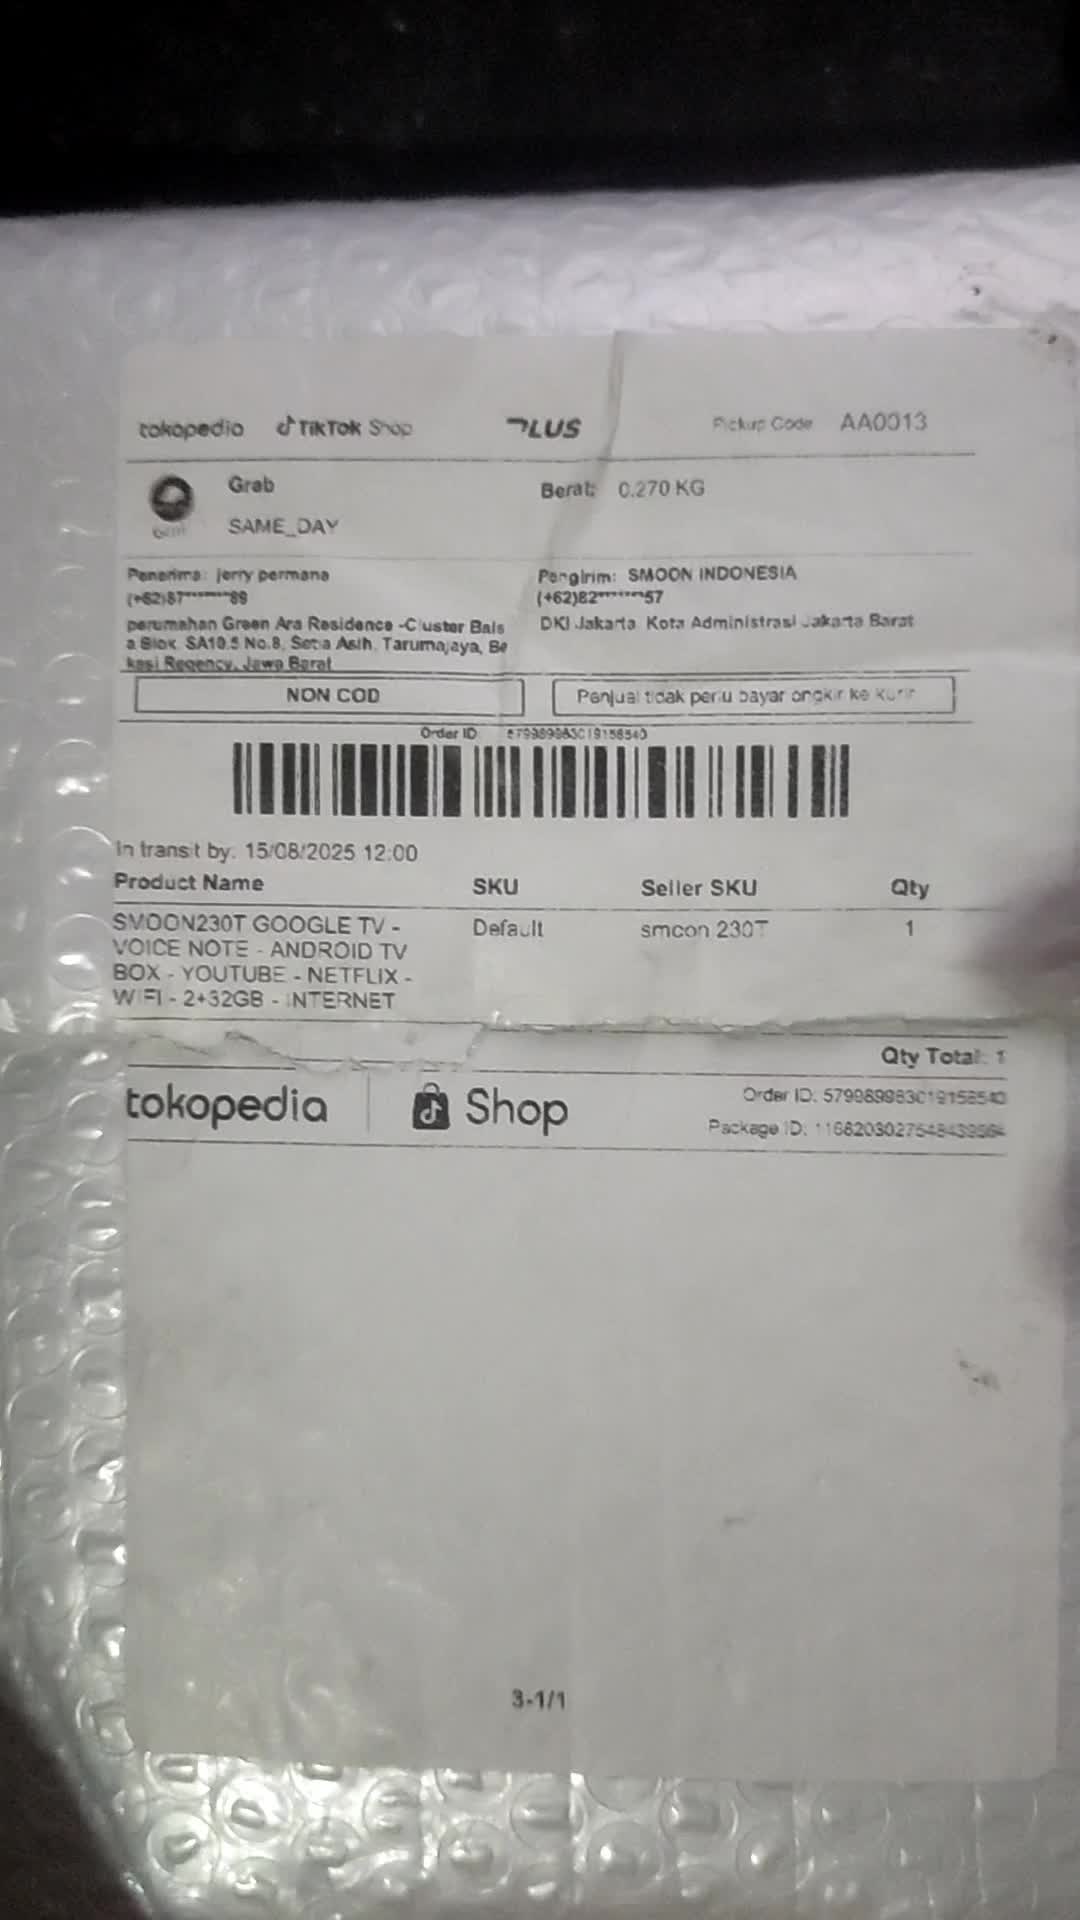 tokopedia TikTok Shop PLUS Pickup Code AA0013
Grab Berat: 0.270 KG
SAME_DAY
Penerima: jerry permana Pengirim: SMOON INDONESIA
(+62)87*******89 (+62)82*******57
perumahan Green Ara Residence -Cluster Bals DKI Jakarta, Kota Administrasi Jakarta Barat
a Blok. SA10.5 No.8, Setia Asih, Tarumajaya, Be
kasi Regency, Jawa Barat
NON COD Penjual tidak perlu bayar ongkir ke kurir
Order ID
In transit by: 15/08/2025 12:00
Product Name SKU Seller SKU Qty
SMOON230T GOOGLE TV - Default smoon 230T 1
VOICE NOTE - ANDROID TV
BOX - YOUTUBE - NETFLIX -
WIFI - 2+32GB - INTERNET
Qty Total: 1
tokopedia Shop Order ID:
Package ID:
3-1/1